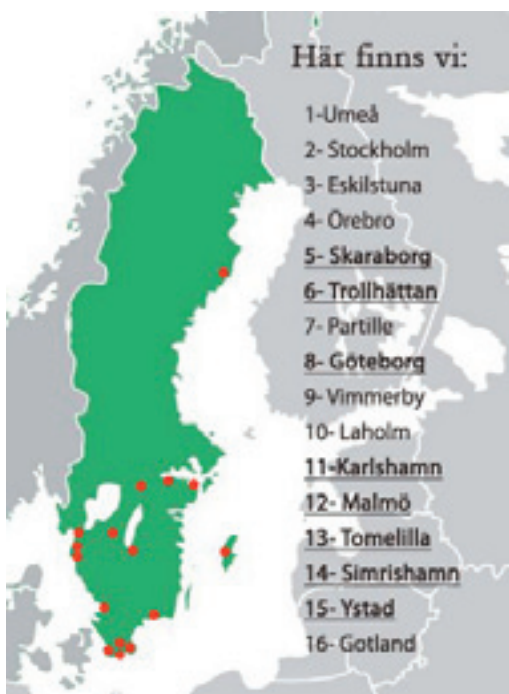 Här finns vi:
1-Umeå
2- Stockholm
3- Eskilstuna
4- Örebro
5- Skaraborg
6- Trollhättan
7- Partille
8- Göteborg
9- Vimmerby
10- Laholm
11-Karlshamn
12- Malmö
13- Tomelilla
14- Simrishamn
15- Ystad
16- Gotland